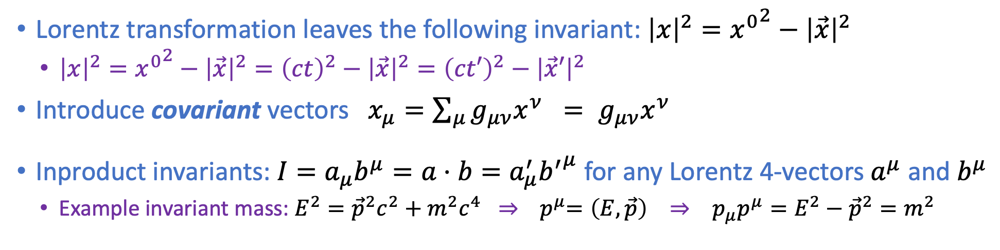 • Lorentz transformation leaves the following invariant: |x|² = x⁰² − |x⃗|²
• |x|² = x⁰² − |x⃗|² = (ct)² − |x⃗|² = (ct′)² − |x⃗′|²
• Introduce covariant vectors x_μ = ∑_μ g_μν x^ν = g_μν x^ν
• Inproduct invariants: I = a_μ b^μ = a · b = a′_μ b′^μ for any Lorentz 4-vectors a^μ and b^μ
• Example invariant mass: E² = p⃗²c² + m²c⁴ ⇒ p^μ = (E, p⃗) ⇒ p_μ p^μ = E² − p⃗² = m²